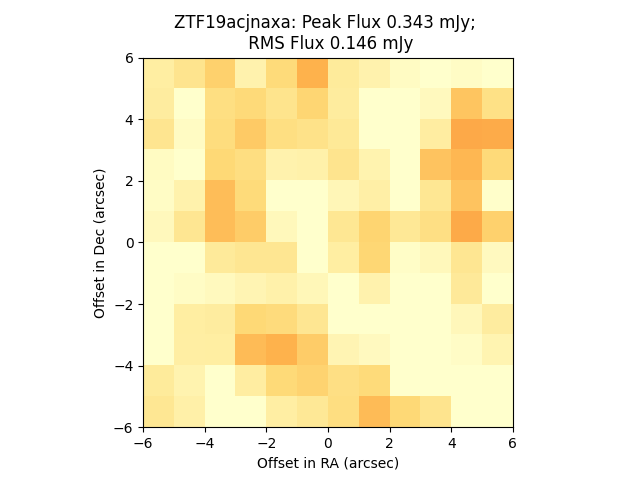 ZTF19acjnaxa: Peak Flux 0.343 mJy;
RMS Flux 0.146 mJy
6
4
2
0
−2
−4
−6
Offset in Dec (arcsec)
−6 −4 −2 0 2 4 6
Offset in RA (arcsec)